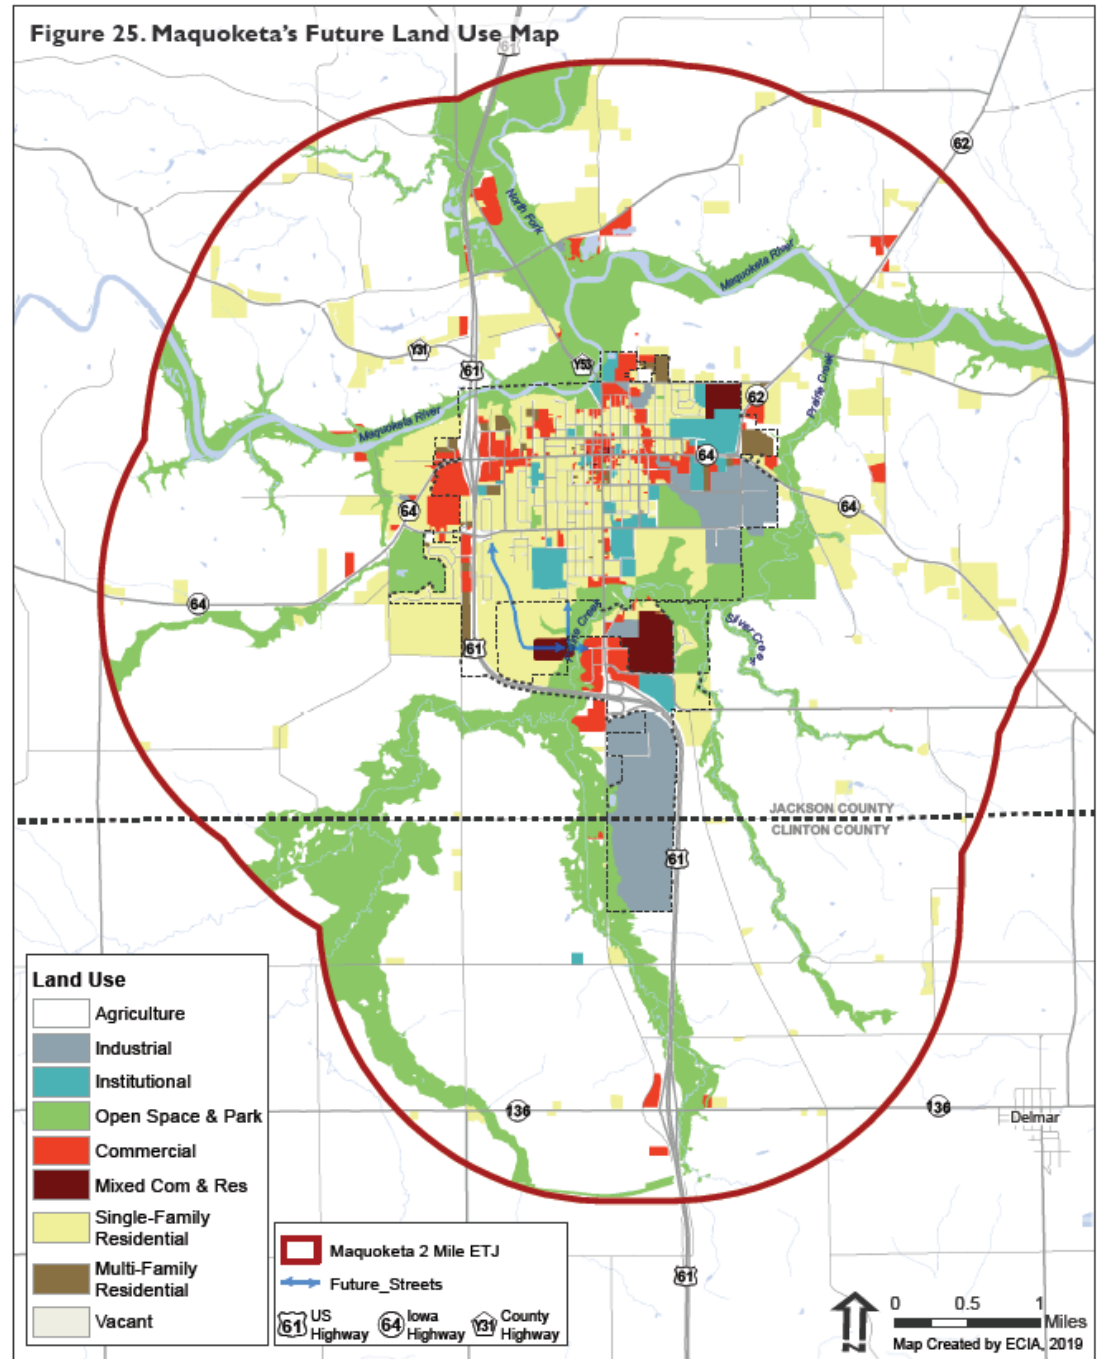 Figure 25. Maquoketa's Future Land Use Map
61
62
North Fork
Maquoketa River
Y31
61
Y53
Prairie Creek
62
Maquoketa River
64
64
64
64
Prairie Creek
Silver Creek
61
JACKSON COUNTY
CLINTON COUNTY
61
136
136
Delmar
61
Land Use
Agriculture
Industrial
Institutional
Open Space & Park
Commercial
Mixed Com & Res
Single-Family
Residential
Multi-Family
Residential
Vacant
Maquoketa 2 Mile ETJ
Future_Streets
61 US
Highway
64 Iowa
Highway
Y31 County
Highway
N
0 0.5 1
Miles
Map Created by ECIA, 2019